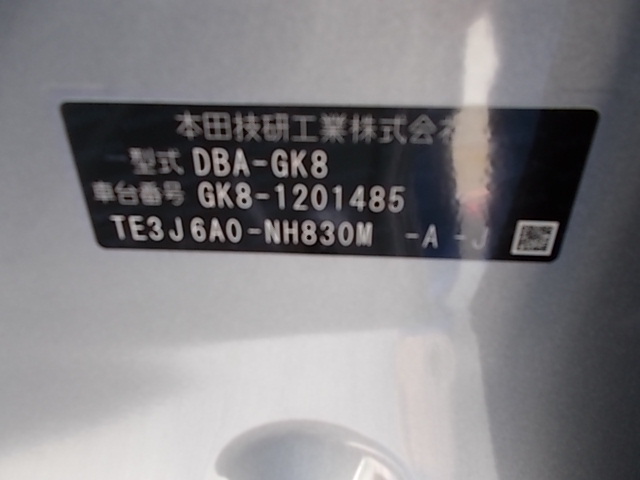 本田技研工業株式会社
型式 DBA-GK8
車台番号 GK8-1201485
TE3J6A0-NH830M -A -J